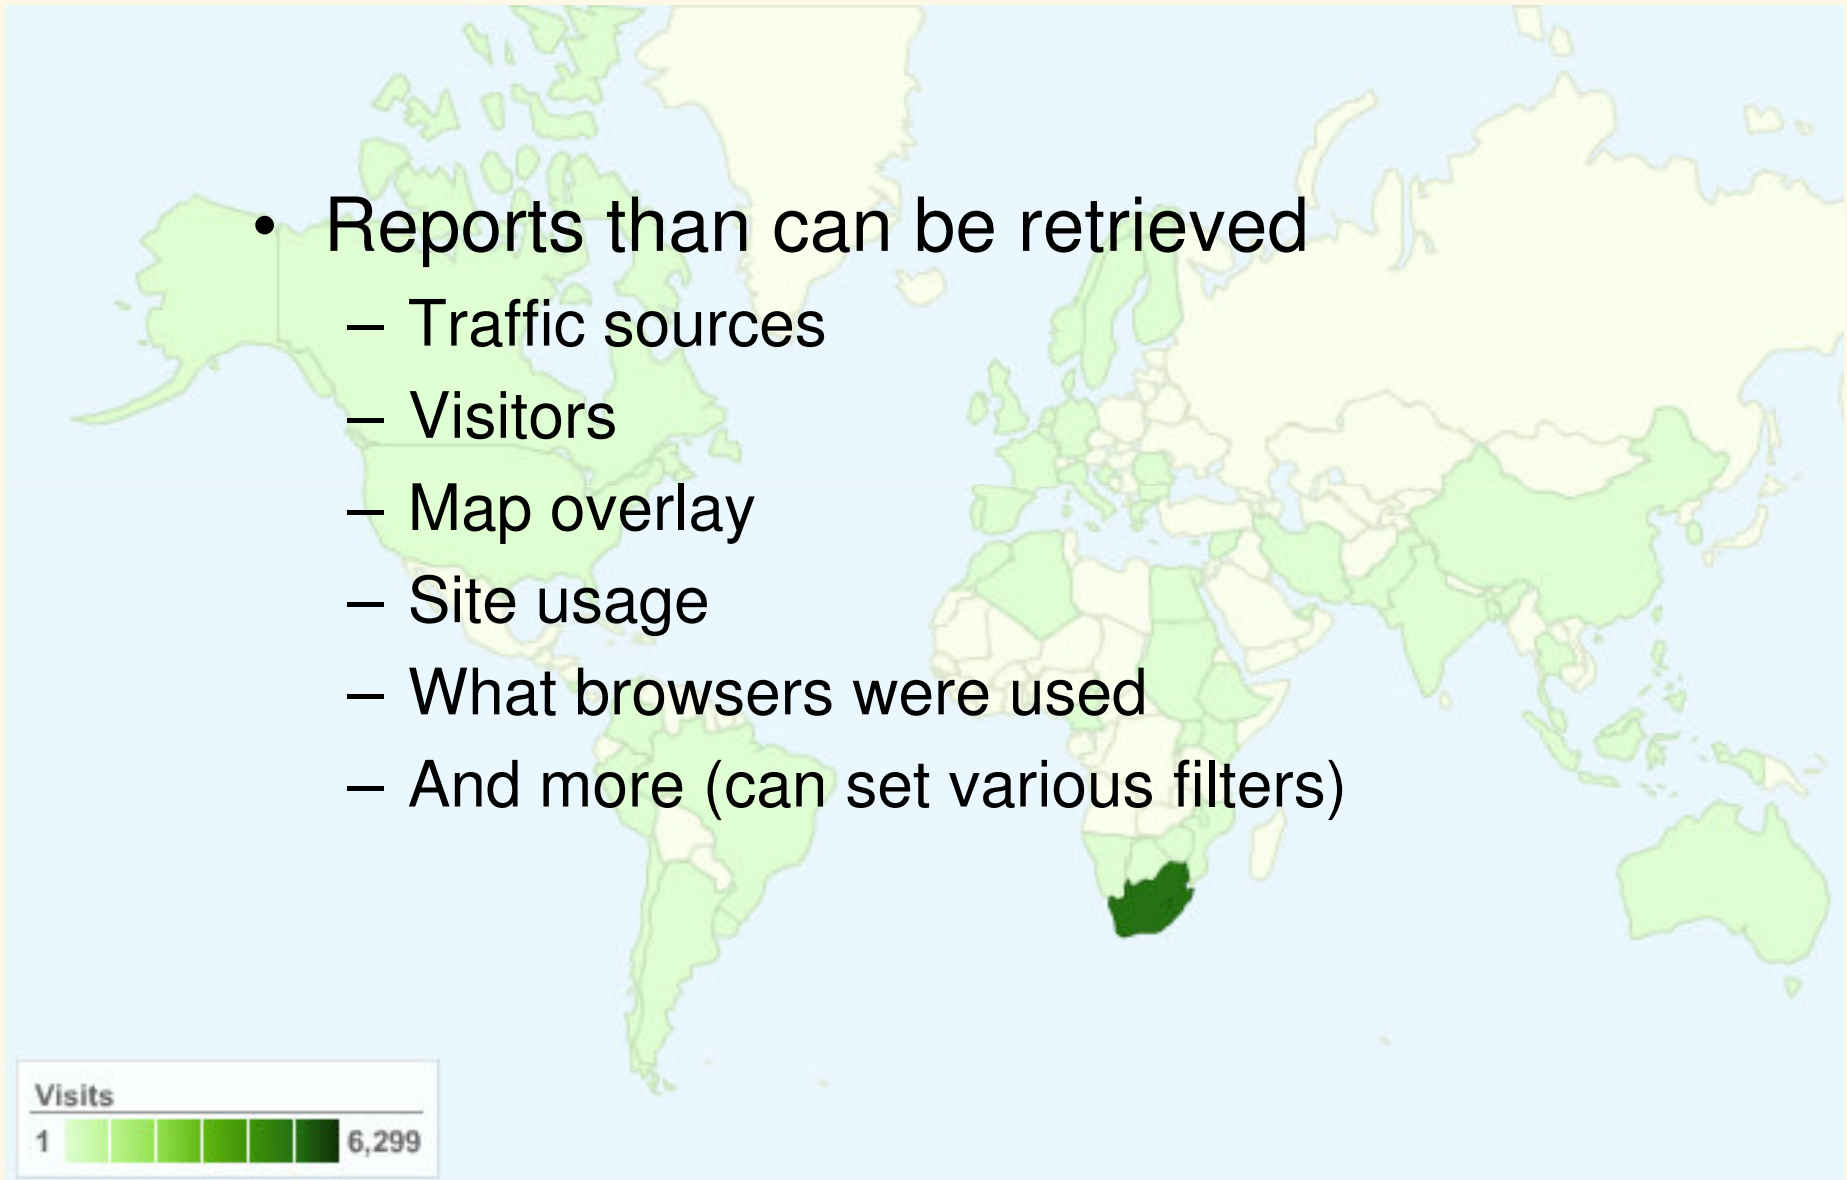 • Reports than can be retrieved
– Traffic sources
– Visitors
– Map overlay
– Site usage
– What browsers were used
– And more (can set various filters)
Visits
1 6,299